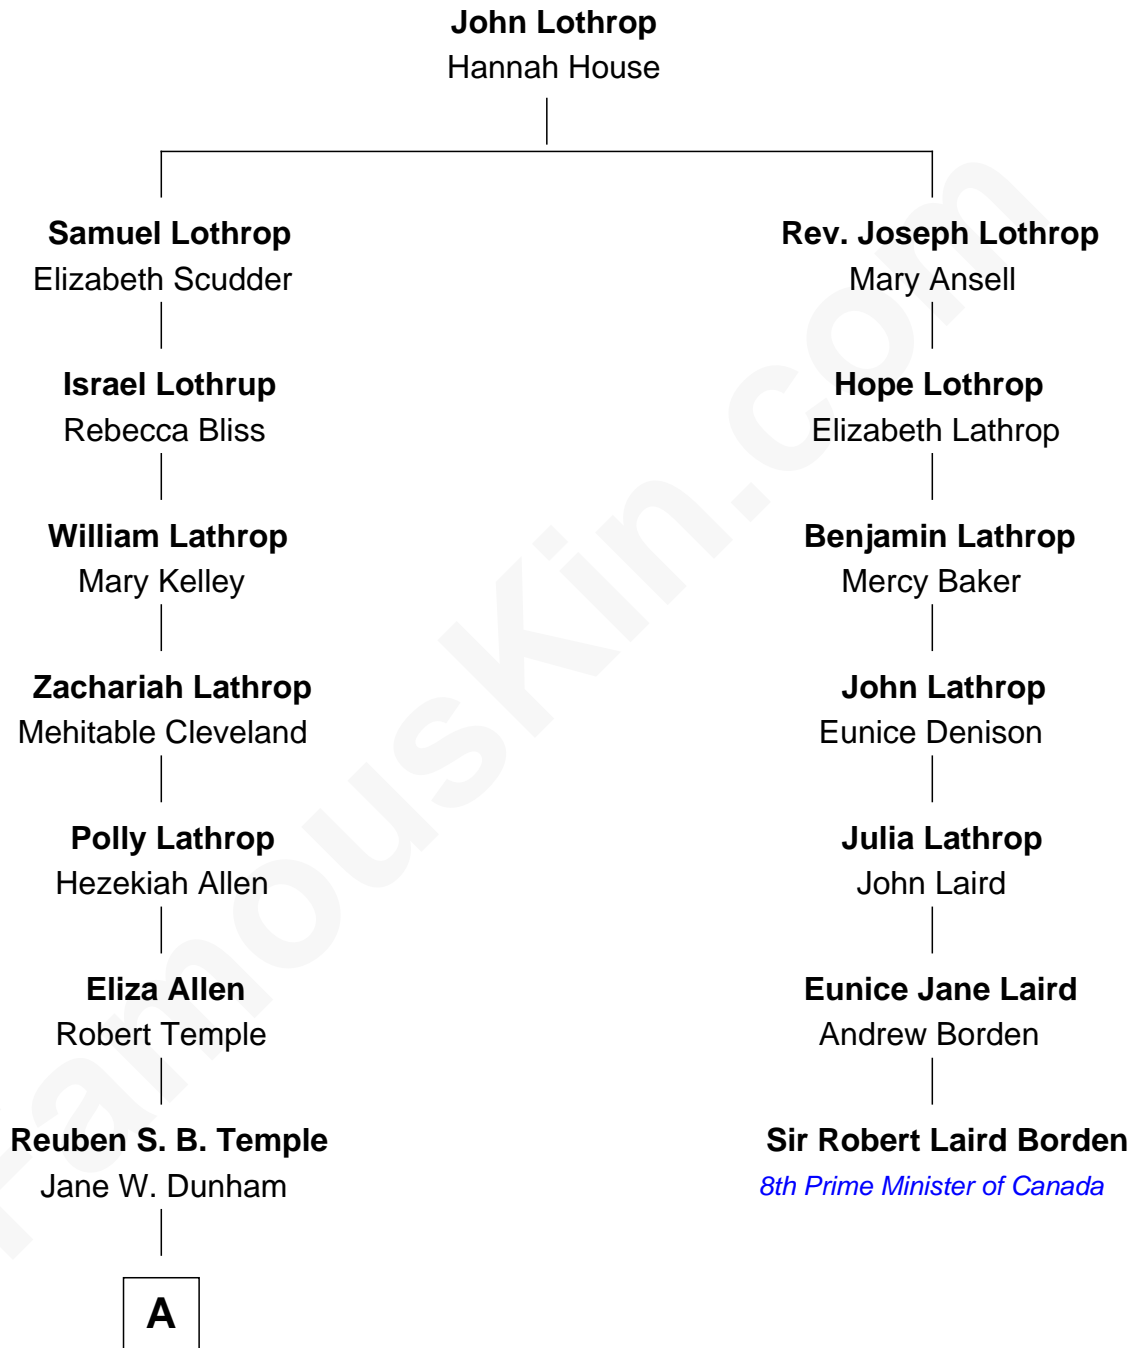 John Lothrop
Hannah House
Samuel Lothrop
Elizabeth Scudder
Rev. Joseph Lothrop
Mary Ansell
Israel Lothrup
Rebecca Bliss
Hope Lothrop
Elizabeth Lathrop
William Lathrop
Mary Kelley
Benjamin Lathrop
Mercy Baker
Zachariah Lathrop
Mehitable Cleveland
John Lathrop
Eunice Denison
Polly Lathrop
Hezekiah Allen
Julia Lathrop
John Laird
Eliza Allen
Robert Temple
Eunice Jane Laird
Andrew Borden
Reuben S. B. Temple
Jane W. Dunham
Sir Robert Laird Borden
8th Prime Minister of Canada
A
FamousKin.com